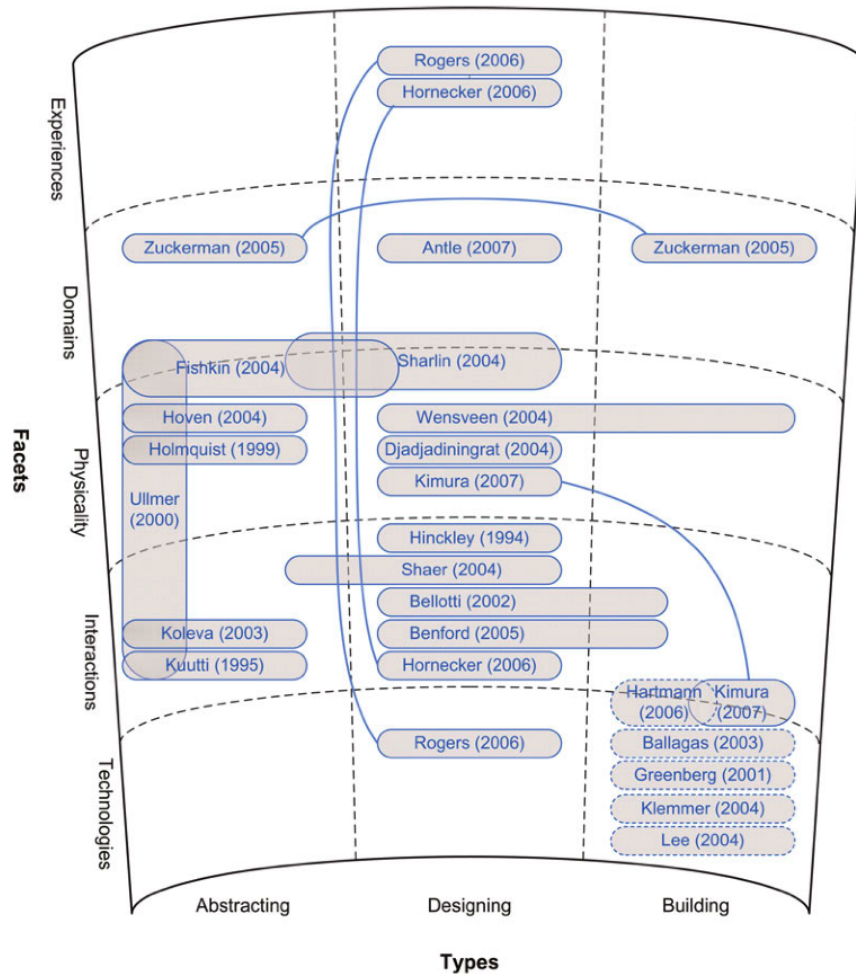 Rogers (2006)
Hornecker (2006)
Experiences
Zuckerman (2005)
Antle (2007)
Zuckerman (2005)
Domains
Fishkin (2004)
Sharlin (2004)
Hoven (2004)
Wensveen (2004)
Holmquist (1999)
Djadjadiningrat (2004)
Kimura (2007)
Facets
Physicality
Ullmer
(2000)
Hinckley (1994)
Shaer (2004)
Bellotti (2002)
Koleva (2003)
Benford (2005)
Kuutti (1995)
Hornecker (2006)
Interactions
Hartmann
(2006)
Kimura
(2007)
Rogers (2006)
Ballagas (2003)
Greenberg (2001)
Klemmer (2004)
Lee (2004)
Technologies
Abstracting
Designing
Building
Types